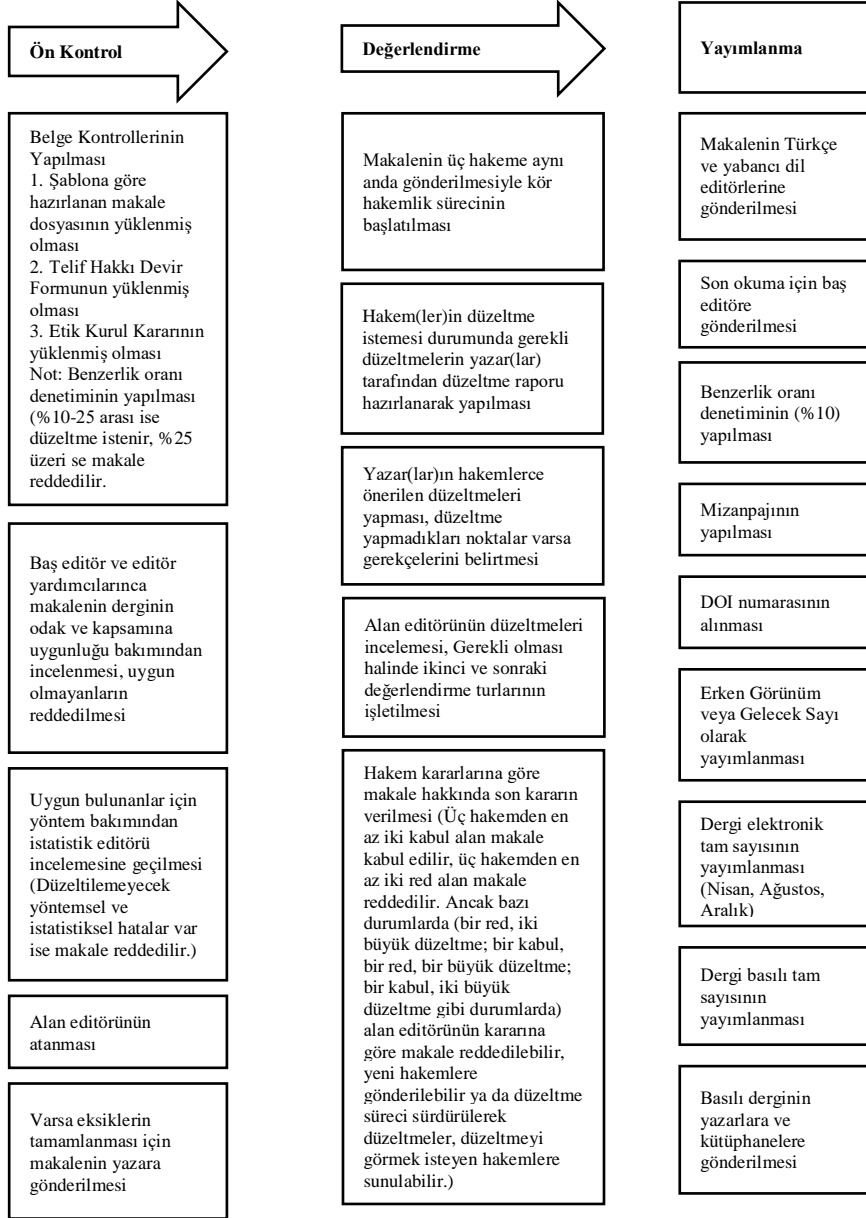 Ön Kontrol
Belge Kontrollerinin
Yapılması
1. Şablona göre
hazırlanan makale
dosyasının yüklenmiş
olması
2. Telif Hakkı Devir
Formunun yüklenmiş
olması
3. Etik Kurul Kararının
yüklenmiş olması
Not: Benzerlik oranı
denetiminin yapılması
(%10-25 arası ise
düzeltme istenir, %25
üzeri se makale
reddedilir.
Baş editör ve editör
yardımcılarınca
makalenin derginin
odak ve kapsamına
uygunluğu bakımından
incelenmesi, uygun
olmayanların
reddedilmesi
Uygun bulunanlar için
yöntem bakımından
istatistik editörü
incelemesine geçilmesi
(Düzeltilemeyecek
yöntemsel ve
istatistiksel hatalar var
ise makale reddedilir.)
Alan editörünün
atanması
Varsa eksiklerin
tamamlanması için
makalenin yazara
gönderilmesi
Değerlendirme
Makalenin üç hakeme aynı
anda gönderilmesiyle kör
hakemlik sürecinin
başlatılması
Hakem(ler)in düzeltme
istemesi durumunda gerekli
düzeltmelerin yazar(lar)
tarafından düzeltme raporu
hazırlanarak yapılması
Yazar(lar)ın hakemlerce
önerilen düzeltmeleri
yapması, düzeltme
yapmadıkları noktalar varsa
gerekçelerini belirtmesi
Alan editörünün düzeltmeleri
incelemesi, Gerekli olması
halinde ikinci ve sonraki
değerlendirme turlarının
işletilmesi
Hakem kararlarına göre
makale hakkında son kararın
verilmesi (Üç hakemden en
az iki kabul alan makale
kabul edilir, üç hakemden en
az iki red alan makale
reddedilir. Ancak bazı
durumlarda (bir red, iki
büyük düzeltme; bir kabul,
bir red, bir büyük düzeltme;
bir kabul, iki büyük
düzeltme gibi durumlarda)
alan editörünün kararına
göre makale reddedilebilir,
yeni hakemlere
gönderilebilir ya da düzeltme
süreci sürdürülerek
düzeltmeler, düzeltmeyi
görmek isteyen hakemlere
sunulabilir.)
Yayımlanma
Makalenin Türkçe
ve yabancı dil
editörlerine
gönderilmesi
Son okuma için baş
editöre
gönderilmesi
Benzerlik oranı
denetiminin (%10)
yapılması
Mizanpajının
yapılması
DOI numarasının
alınması
Erken Görünüm
veya Gelecek Sayı
olarak
yayımlanması
Dergi elektronik
tam sayısının
yayımlanması
(Nisan, Ağustos,
Aralık)
Dergi basılı tam
sayısının
yayımlanması
Basılı derginin
yazarlara ve
kütüphanelere
gönderilmesi